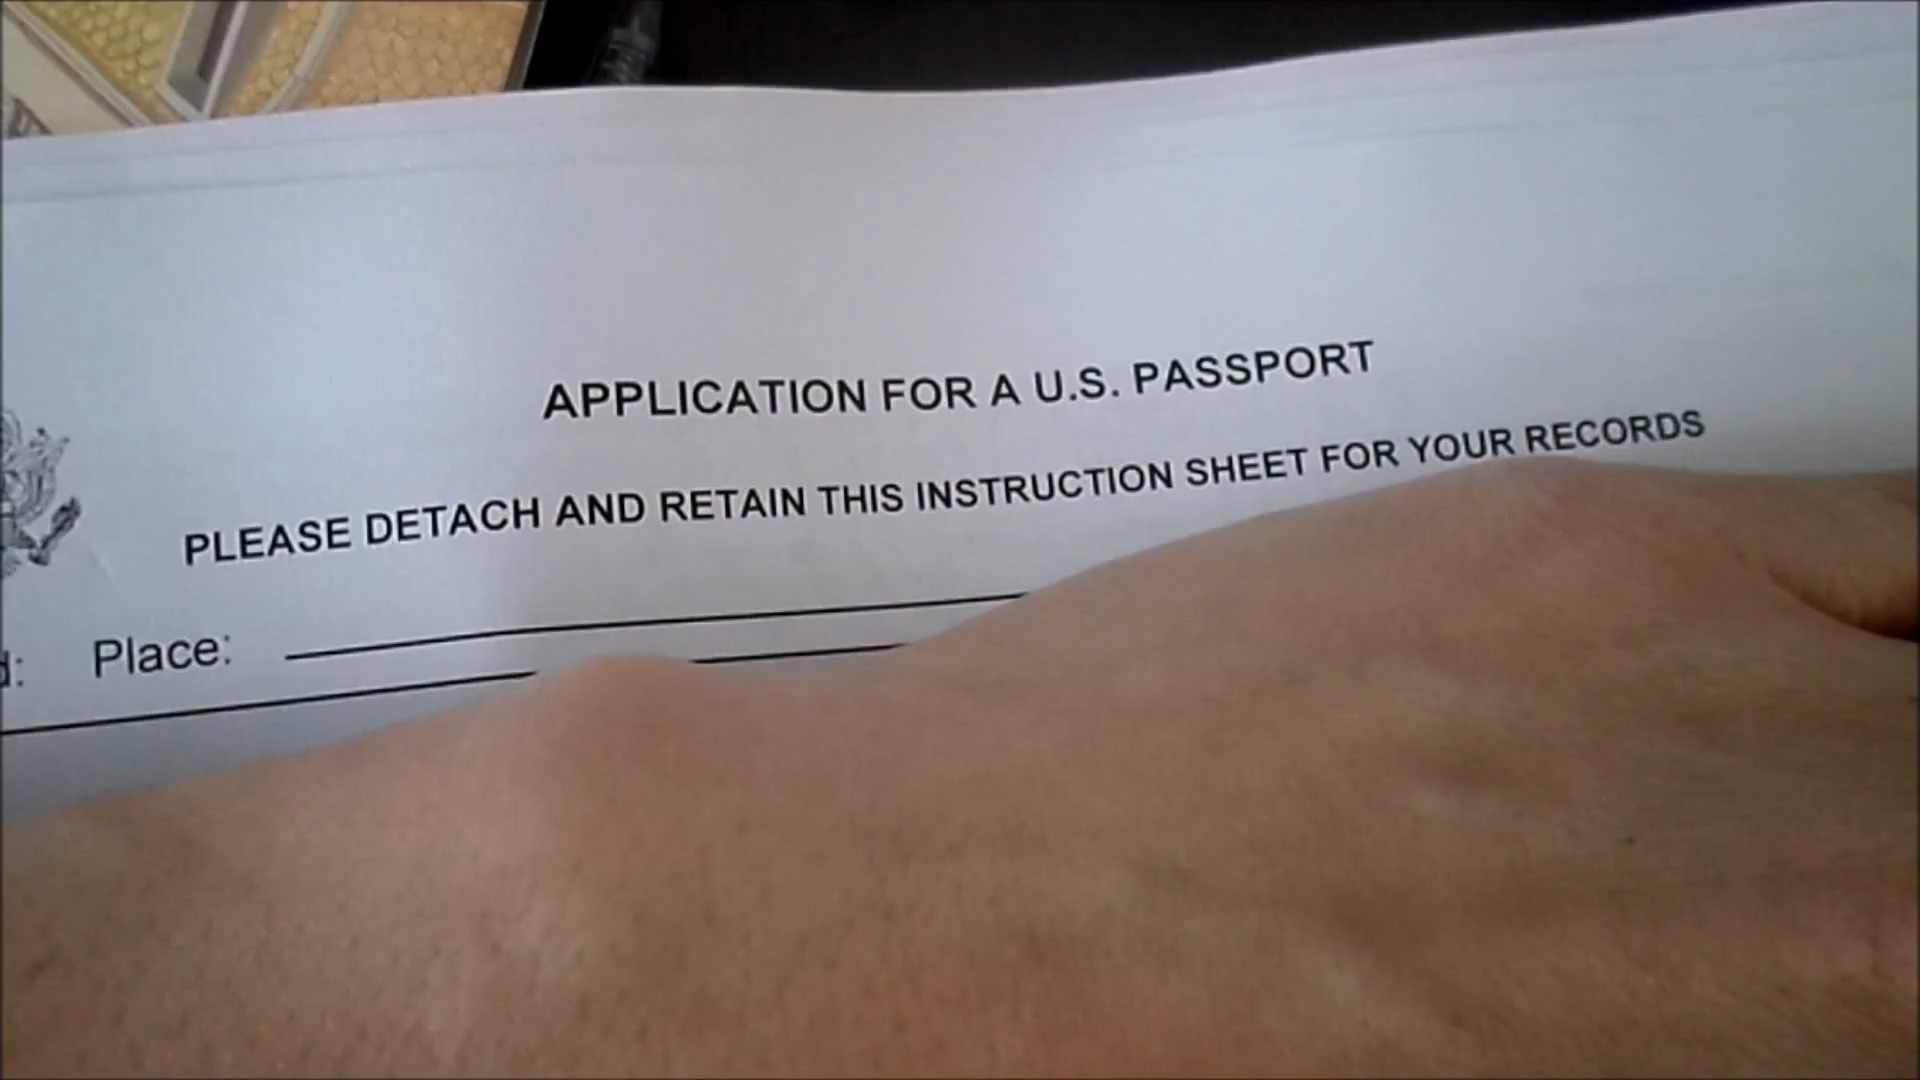 APPLICATION FOR A U.S. PASSPORT
PLEASE DETACH AND RETAIN THIS INSTRUCTION SHEET FOR YOUR RECORDS
Place: